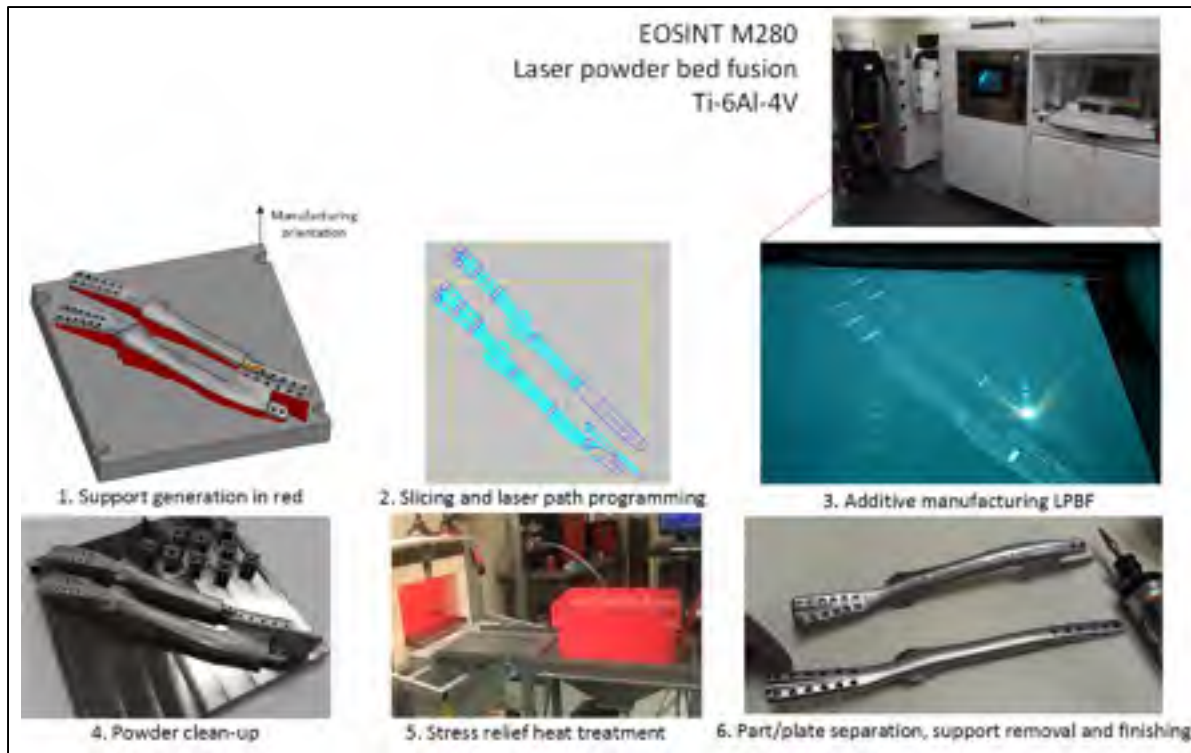 EOSINT M280
Laser powder bed fusion
Ti-6Al-4V
Manufacturing
orientation
1. Support generation in red
2. Slicing and laser path programming
3. Additive manufacturing LPBF
4. Powder clean-up
5. Stress relief heat treatment
6. Part/plate separation, support removal and finishing